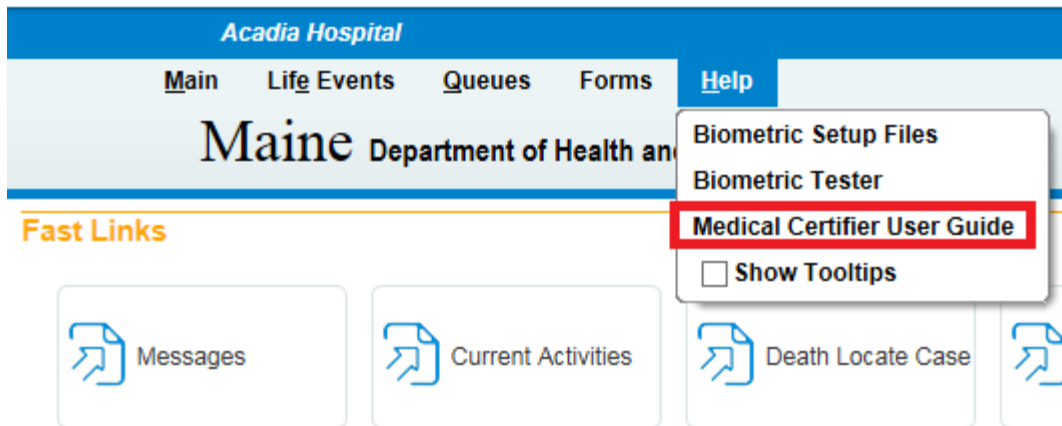 Acadia Hospital
Main Life Events Queues Forms Help
Maine Department of Health an
Biometric Setup Files
Biometric Tester
Medical Certifier User Guide
Show Tooltips
Fast Links
Messages Current Activities Death Locate Case